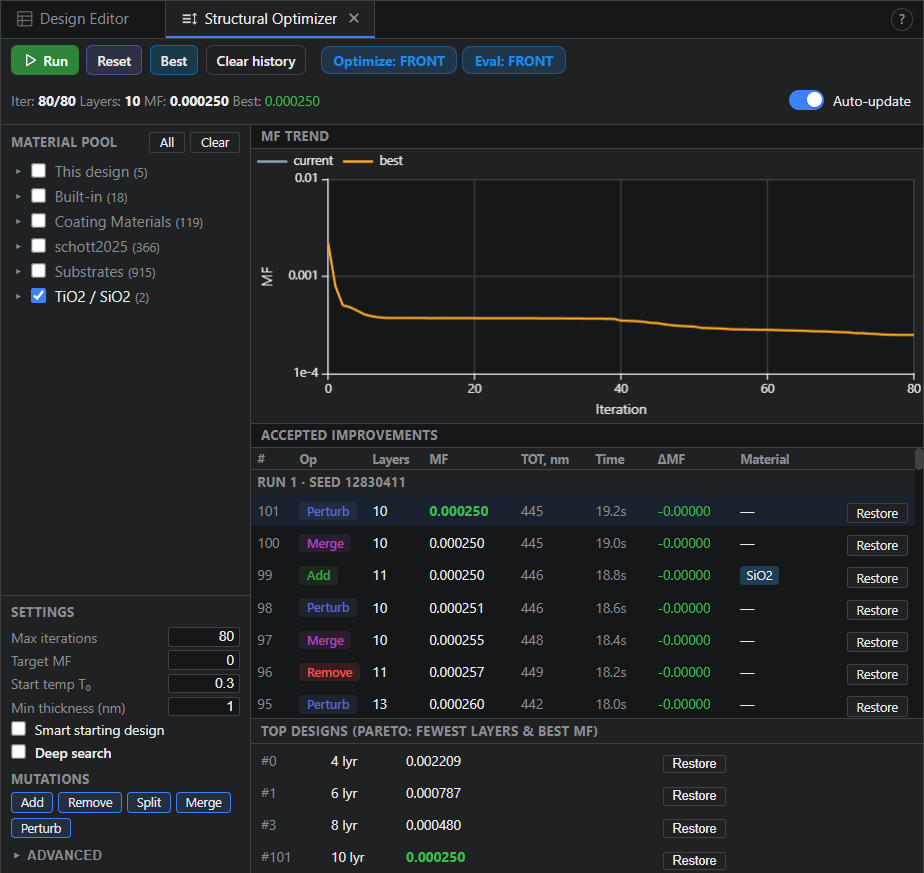 Design Editor
Structural Optimizer ✕
?
Run Reset Best Clear history Optimize: FRONT Eval: FRONT
Iter: 80/80 Layers: 10 MF: 0.000250 Best: 0.000250
Auto-update
MATERIAL POOL All Clear
This design (5)
Built-in (18)
Coating Materials (119)
schott2025 (366)
Substrates (915)
TiO2 / SiO2 (2)
SETTINGS
Max iterations 80
Target MF 0
Start temp T₀ 0.3
Min thickness (nm) 1
Smart starting design
Deep search
MUTATIONS
Add Remove Split Merge
Perturb
ADVANCED
MF TREND
current best
0.01
0.001
1e-4
MF
0 20 40 60 80
Iteration
ACCEPTED IMPROVEMENTS
# Op Layers MF TOT, nm Time ΔMF Material
RUN 1 · SEED 12830411
101 Perturb 10 0.000250 445 19.2s -0.00000 — Restore
100 Merge 10 0.000250 445 19.0s -0.00000 — Restore
99 Add 11 0.000250 446 18.8s -0.00000 SiO2 Restore
98 Perturb 10 0.000251 446 18.6s -0.00000 — Restore
97 Merge 10 0.000255 448 18.4s -0.00000 — Restore
96 Remove 11 0.000257 449 18.2s -0.00000 — Restore
95 Perturb 13 0.000260 442 18.0s -0.00000 — Restore
TOP DESIGNS (PARETO: FEWEST LAYERS & BEST MF)
#0 4 lyr 0.002209 Restore
#1 6 lyr 0.000787 Restore
#3 8 lyr 0.000480 Restore
#101 10 lyr 0.000250 Restore